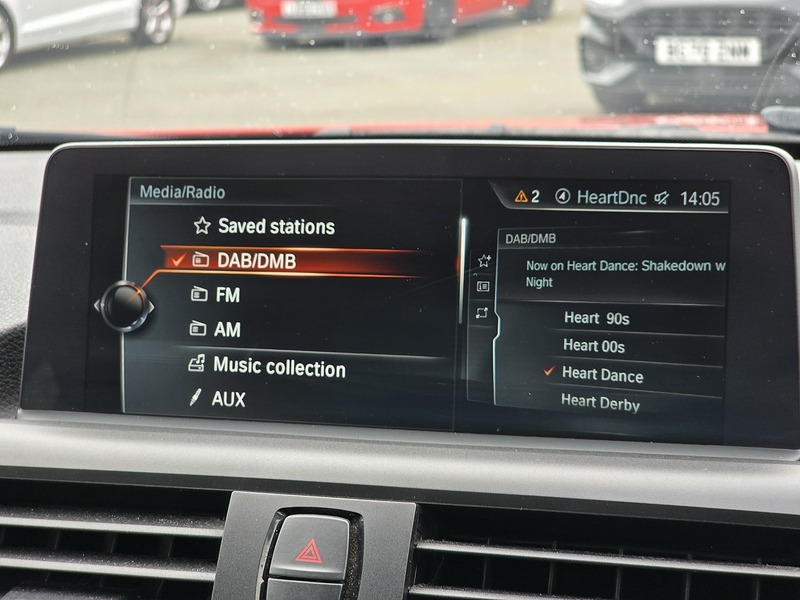 Media/Radio
2 HeartDnc 14:05
Saved stations
DAB/DMB
FM
AM
Music collection
AUX
DAB/DMB
Now on Heart Dance: Shakedown w
Night
Heart 90s
Heart 00s
Heart Dance
Heart Derby